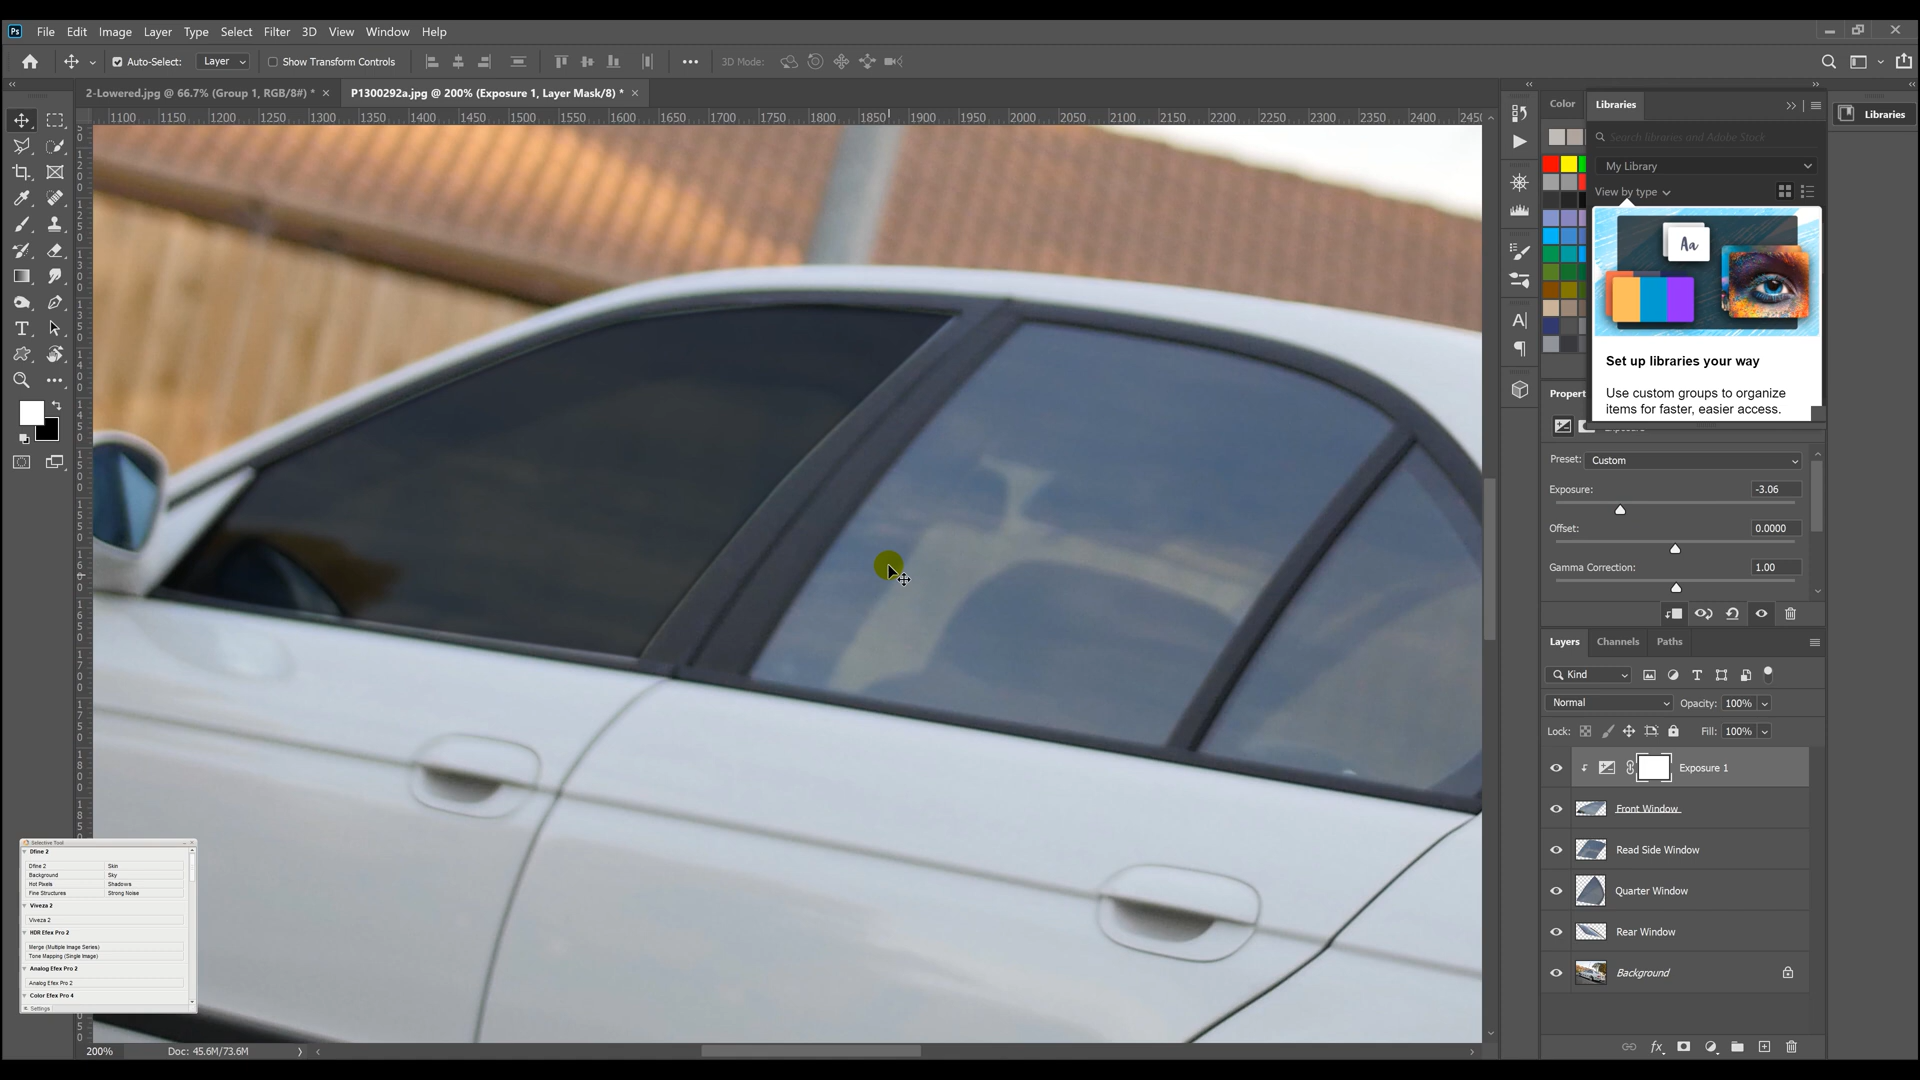 Ps File Edit Image Layer Type Select Filter 3D View Window Help
Auto-Select: Layer Show Transform Controls 3D Mode:
2-Lowered.jpg @ 66.7% (Group 1, RGB/8#) * × P1300292a.jpg @ 200% (Exposure 1, Layer Mask/8) * ×
1100 1150 1200 1250 1300 1350 1400 1450 1500 1550 1600 1650 1700 1750 1800 1850 1900 1950 2000 2050 2100 2150 2200 2250 2300 2350 2400 2450
Color Libraries
Libraries
Search libraries and Adobe Stock
My Library
View by type
Aa
Set up libraries your way
Use custom groups to organize
items for faster, easier access.
Propert
Preset: Custom
Exposure: -3.06
Offset: 0.0000
Gamma Correction: 1.00
Layers Channels Paths
Kind
Normal Opacity: 100%
Lock: Fill: 100%
Exposure 1
Front Window
Read Side Window
Quarter Window
Rear Window
Background
Selective Tool
Dfine 2
Dfine 2 Skin
Background Sky
Hot Pixels Shadows
Fine Structures Strong Noise
Viveza 2
Viveza 2
HDR Efex Pro 2
Merge (Multiple Image Series)
Tone Mapping (Single Image)
Analog Efex Pro 2
Analog Efex Pro 2
Color Efex Pro 4
Settings
200% Doc: 45.6M/73.6M